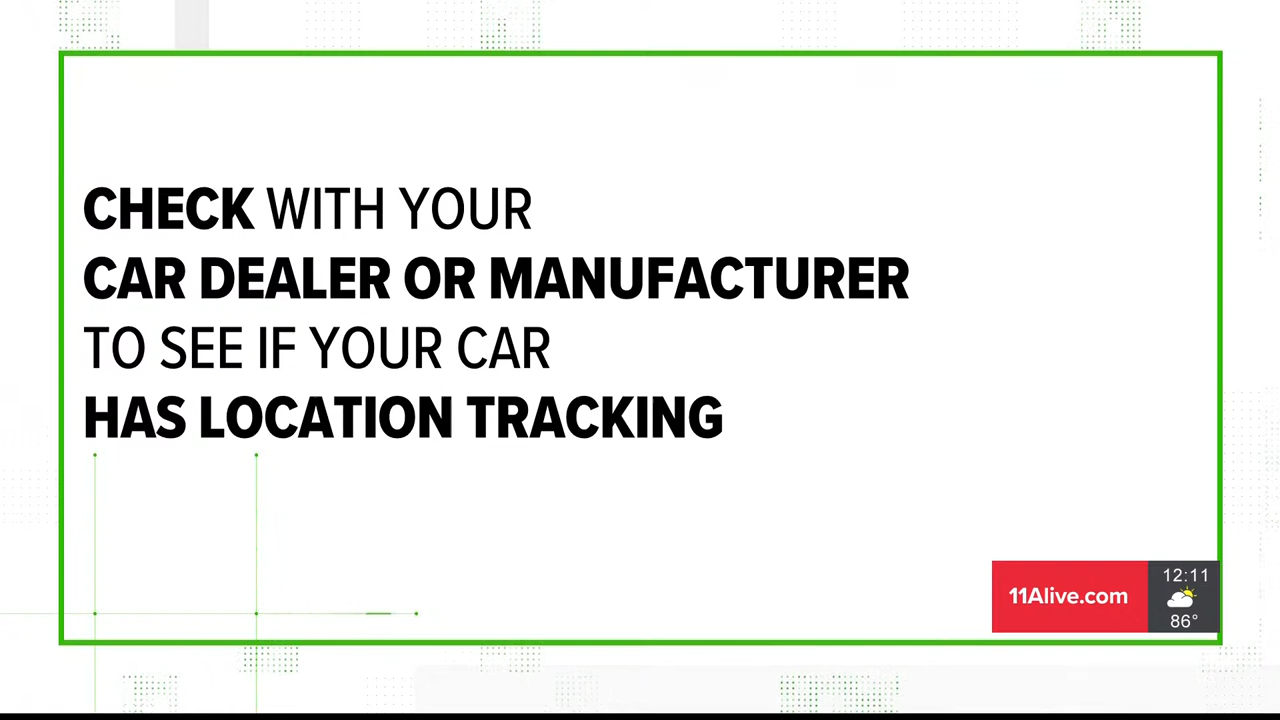 CHECK WITH YOUR
CAR DEALER OR MANUFACTURER
TO SEE IF YOUR CAR
HAS LOCATION TRACKING
11Alive.com
12:11
86°